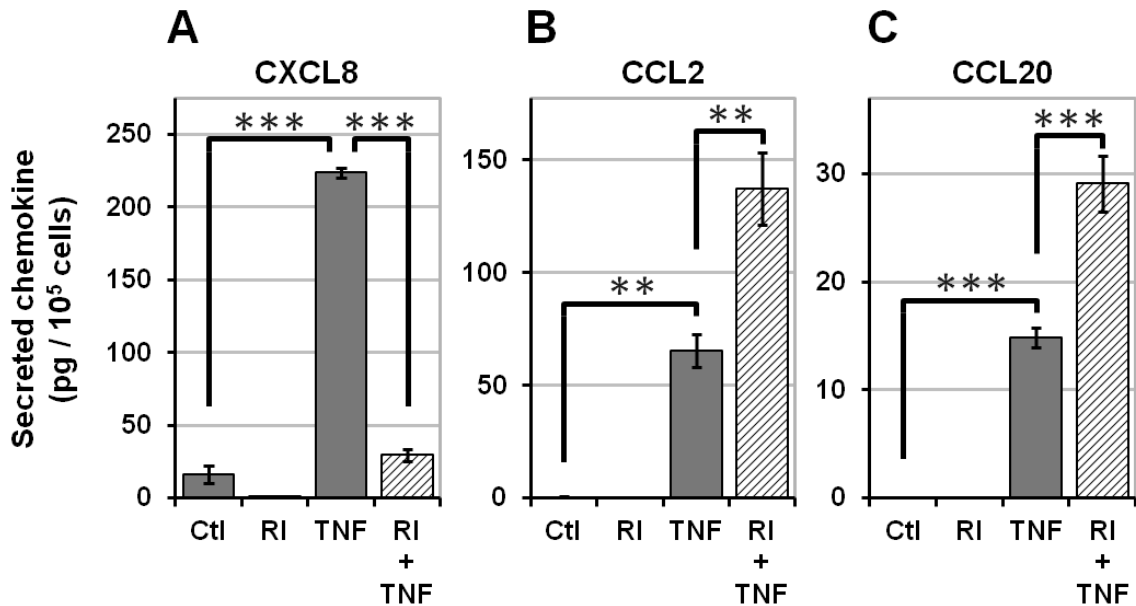 A
B
C
CXCL8
CCL2
CCL20
Secreted chemokine
(pg / 10⁵ cells)
250
200
150
100
50
0
*** ***
Ctl RI TNF RI
+
TNF
150
100
50
0
**
**
Ctl RI TNF RI
+
TNF
30
20
10
0
***
***
Ctl RI TNF RI
+
TNF